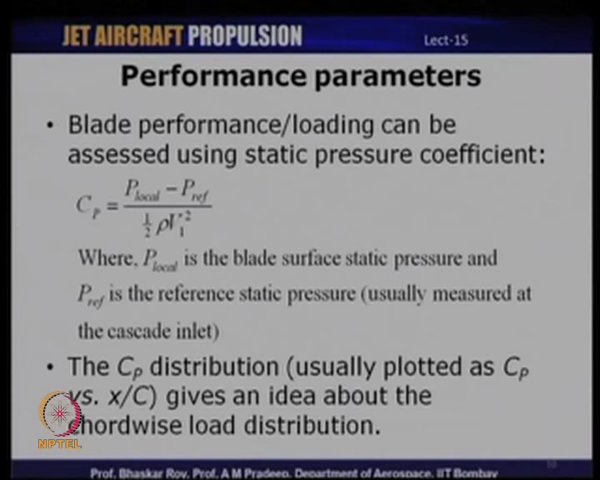 JET AIRCRAFT PROPULSION
Lect-15
Performance parameters
• Blade performance/loading can be
assessed using static pressure coefficient:
C_P = (P_local − P_ref) / (½ ρV_1^2)
Where, P_local is the blade surface static pressure and
P_ref is the reference static pressure (usually measured at
the cascade inlet)
• The C_P distribution (usually plotted as C_P
vs. x/C) gives an idea about the
chordwise load distribution.
NPTEL
10
Prof. Bhaskar Roy, Prof. A M Pradeep, Department of Aerospace, IIT Bombay